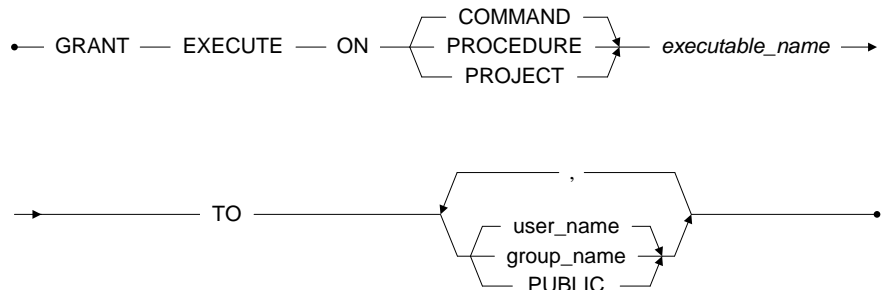 COMMAND
GRANT EXECUTE ON PROCEDURE executable_name
PROJECT
,
TO user_name
group_name
PUBLIC